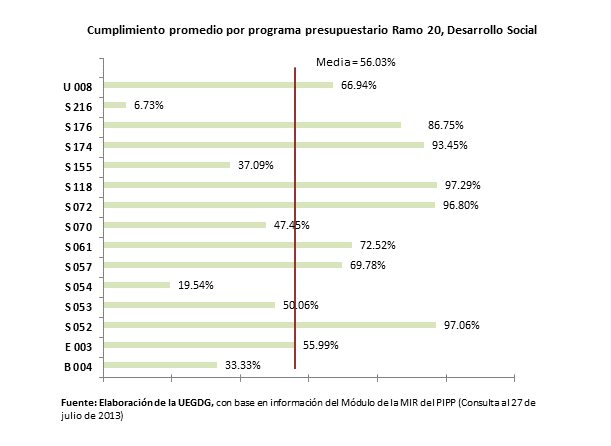 Cumplimiento promedio por programa presupuestario Ramo 20, Desarrollo Social
Media = 56.03%
U 008 66.94%
S 216 6.73%
S 176 86.75%
S 174 93.45%
S 155 37.09%
S 118 97.29%
S 072 96.80%
S 070 47.45%
S 061 72.52%
S 057 69.78%
S 054 19.54%
S 053 50.06%
S 052 97.06%
E 003 55.99%
B 004 33.33%
Fuente: Elaboración de la UEGDG, con base en información del Módulo de la MIR del PIPP (Consulta al 27 de
julio de 2013)